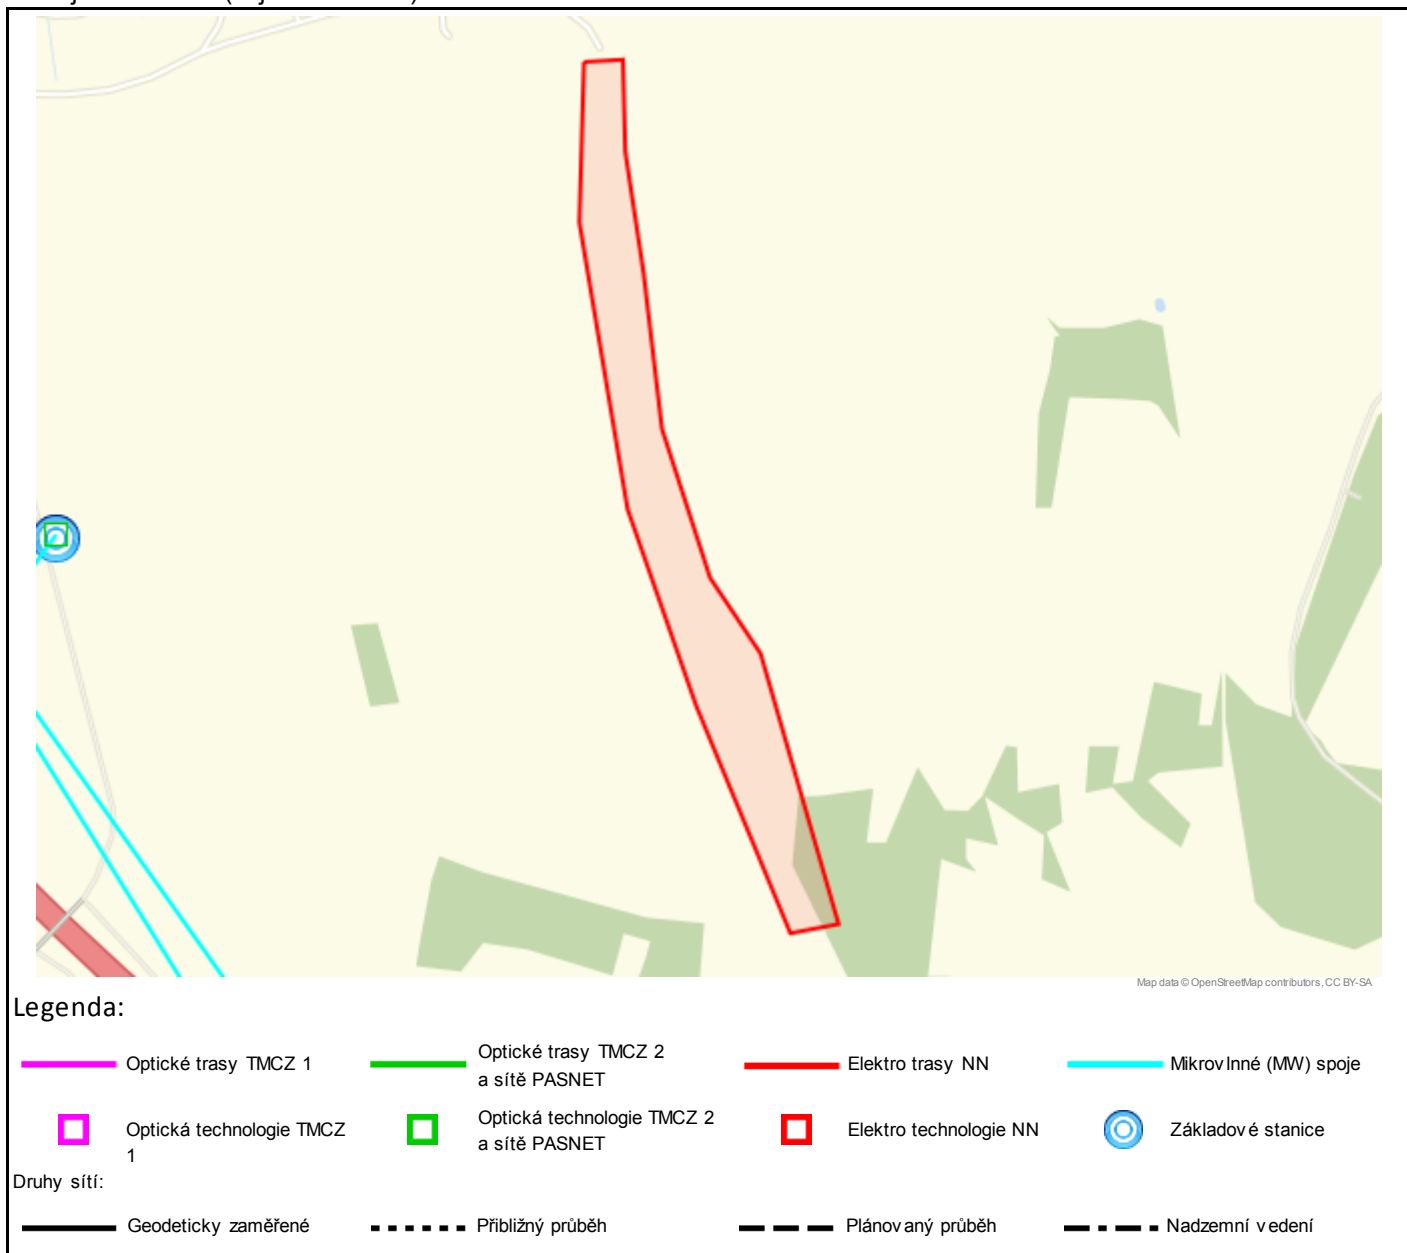 Map data © OpenStreetMap contributors, CC BY-SA
Legenda:
Optické trasy TMCZ 1
Optické trasy TMCZ 2
a sítě PASNET
Elektro trasy NN
Mikrovlnné (MW) spoje
Optická technologie TMCZ
1
Optická technologie TMCZ 2
a sítě PASNET
Elektro technologie NN
Základové stanice
Druhy sítí:
Geodeticky zaměřené
Přibližný průběh
Plánovaný průběh
Nadzemní vedení